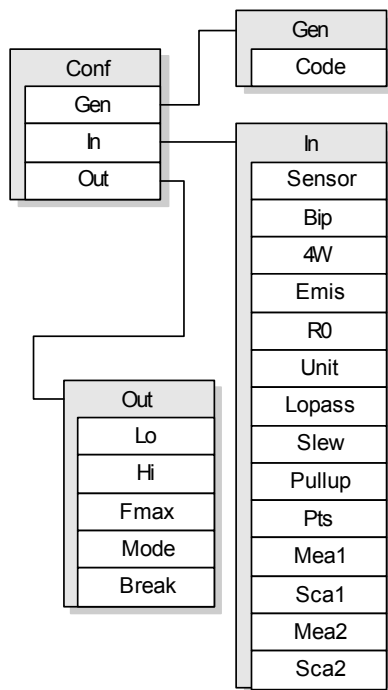 Conf
Gen
In
Out
Gen
Code
In
Sensor
Bip
4W
Emis
R0
Unit
Lopass
Slew
Pullup
Pts
Mea1
Sca1
Mea2
Sca2
Out
Lo
Hi
Fmax
Mode
Break